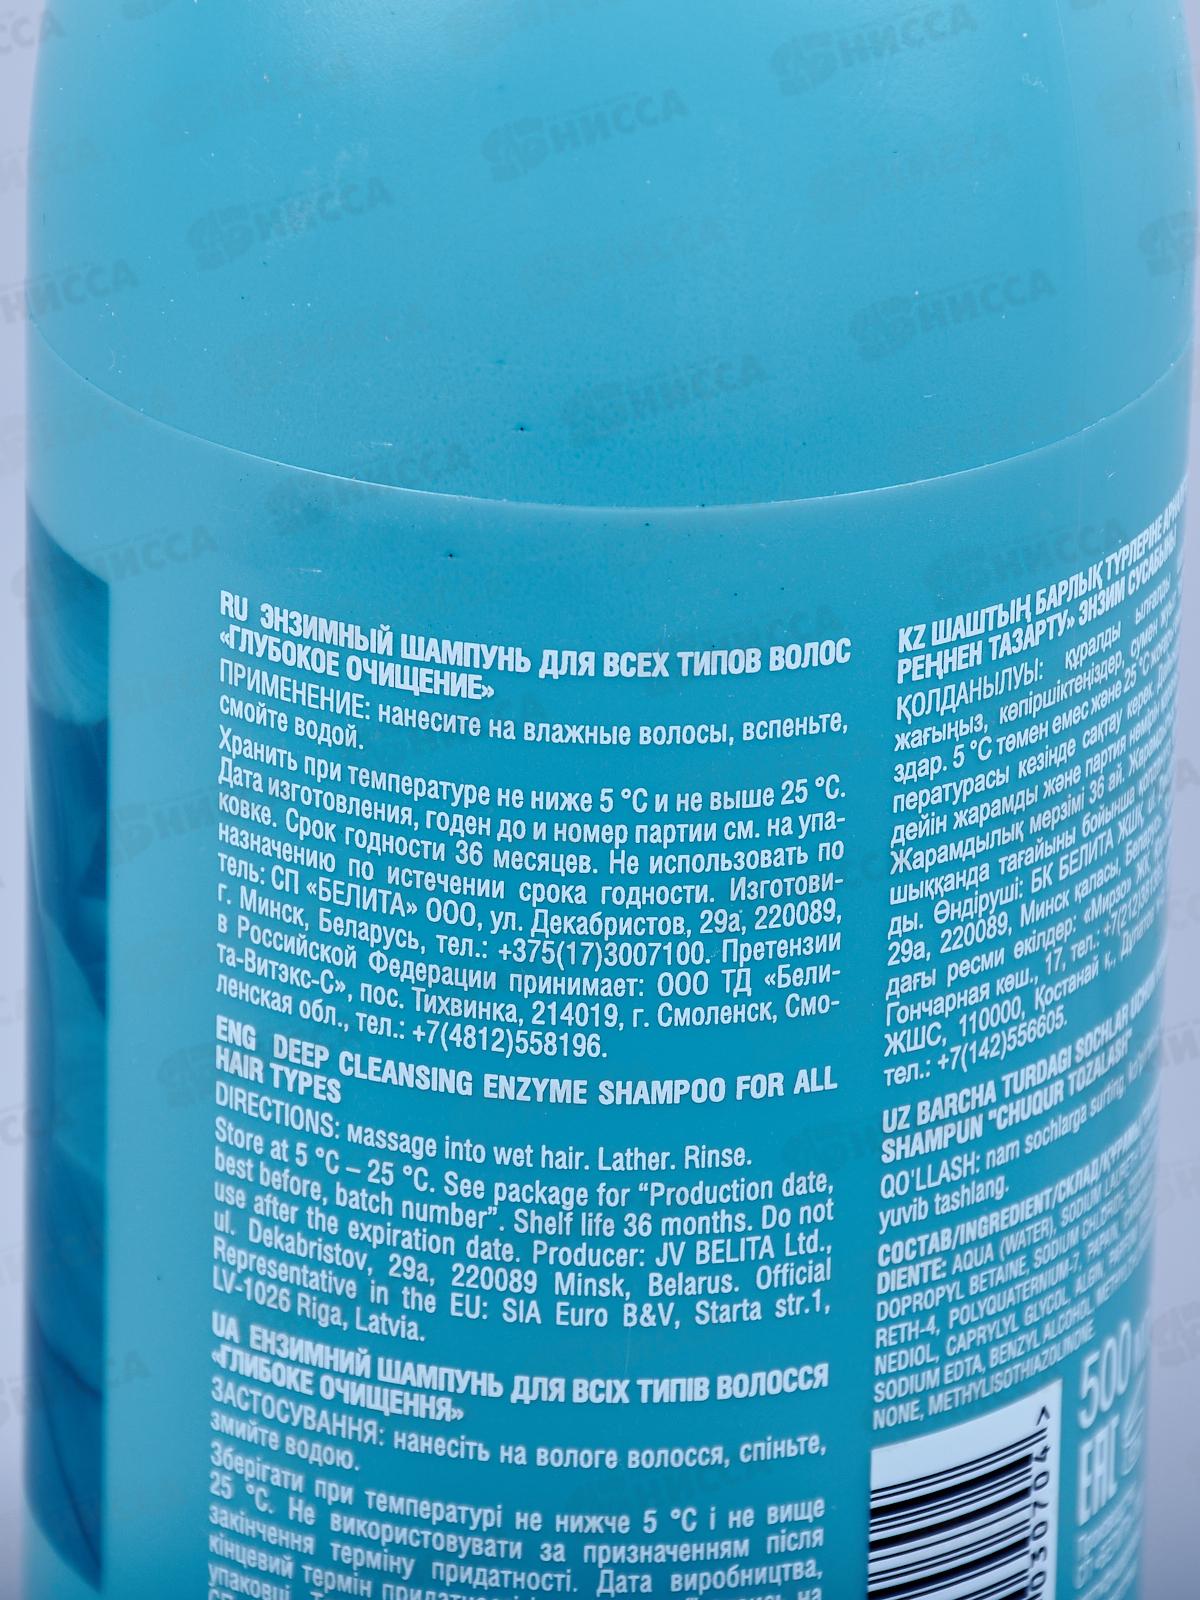 RU ЭНЗИМНЫЙ ШАМПУНЬ ДЛЯ ВСЕХ ТИПОВ ВОЛОС
«ГЛУБОКОЕ ОЧИЩЕНИЕ»
ПРИМЕНЕНИЕ: нанесите на влажные волосы, вспеньте,
смойте водой.
Хранить при температуре не ниже 5 °C и не выше 25 °C.
Дата изготовления, годен до и номер партии см. на упа-
ковке. Срок годности 36 месяцев. Не использовать по
назначению по истечении срока годности. Изготови-
тель: СП «БЕЛИТА» ООО, ул. Декабристов, 29а, 220089,
г. Минск, Беларусь, тел.: +375(17)3007100. Претензии
в Российской Федерации принимает: ООО ТД «Бели-
та-Витэкс-С», пос. Тихвинка, 214019, г. Смоленск, Смо-
ленская обл., тел.: +7(4812)558196.
ENG DEEP CLEANSING ENZYME SHAMPOO FOR ALL
HAIR TYPES
DIRECTIONS: massage into wet hair. Lather. Rinse.
Store at 5 °C – 25 °C. See package for “Production date,
best before, batch number”. Shelf life 36 months. Do not
use after the expiration date. Producer: JV BELITA Ltd.,
ul. Dekabristov, 29a, 220089 Minsk, Belarus. Official
Representative in the EU: SIA Euro B&V, Starta str.1,
LV-1026 Riga, Latvia.
UA ЕНЗИМНИЙ ШАМПУНЬ ДЛЯ ВСІХ ТИПІВ ВОЛОССЯ
«ГЛИБОКЕ ОЧИЩЕННЯ»
ЗАСТОСУВАННЯ: нанесіть на вологе волосся, спіньте,
змийте водою.
Зберігати при температурі не нижче 5 °C і не вище
25 °C. Не використовувати за призначенням після
закінчення терміну придатності. Дата виробництва,
кінцевий термін
упаковці.
KZ ШАШТЫҢ БАРЛЫҚ ТҮРЛЕРІНЕ
РЕҢНЕН ТАЗАРТУ» ЭНЗИМ СУСАБЫНЫ
ҚОЛДАНЫЛУЫ: құралды ылғалды
жағыңыз, көпіршіктеңіздер, сумен
здар. 5 °C төмен емес және 25 °C
пературасы кезінде сақтау керек.
дейін жарамды және партия нөмірін
Жарамдылық мерзімі 36 ай.
шыққанда тағайыны бойынша
ды. Өндіруші: БК БЕЛИТА ЖШҚ,
29а, 220089, Минск қаласы,
дағы ресми өкілдер: «Мирэ» ЖК,
Гончарная көш., 17, тел.:
ЖШС, 110000, Қостанай қ.,
тел.: +7(142)556605.
UZ BARCHA TURDAGI SOCHLAR UCHUN
SHAMPUN "CHUQUR TOZALASH"
QO'LLASH: nam sochlarga surting,
yuvib tashlang.
СОСТАВ/INGREDIENT/СКЛАД/
DIENTE: AQUA (WATER), SODIUM
DOPROPYL BETAINE, SODIUM CHLORIDE,
RETH-4, POLYQUATERNIUM-7, PAPAIN,
NEDIOL, CAPRYLYL GLYCOL,
SODIUM EDTA, BENZYL ALCOHOL,
NONE, METHYLISOTHIAZOLINONE.
500
EAC
030704 >
НИССА